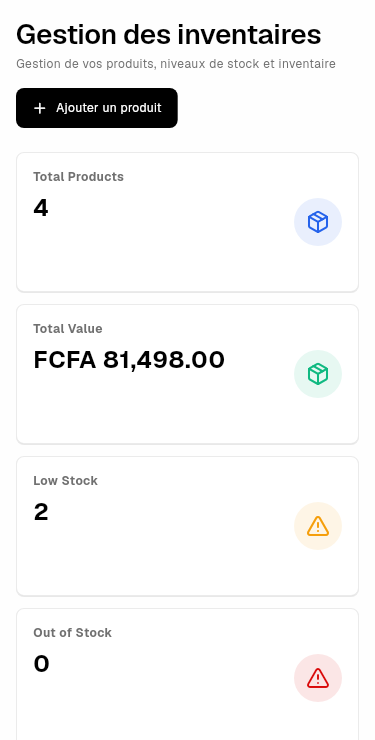 Gestion des inventaires
Gestion de vos produits, niveaux de stock et inventaire
Ajouter un produit
Total Products
4
Total Value
FCFA 81,498.00
Low Stock
2
Out of Stock
0